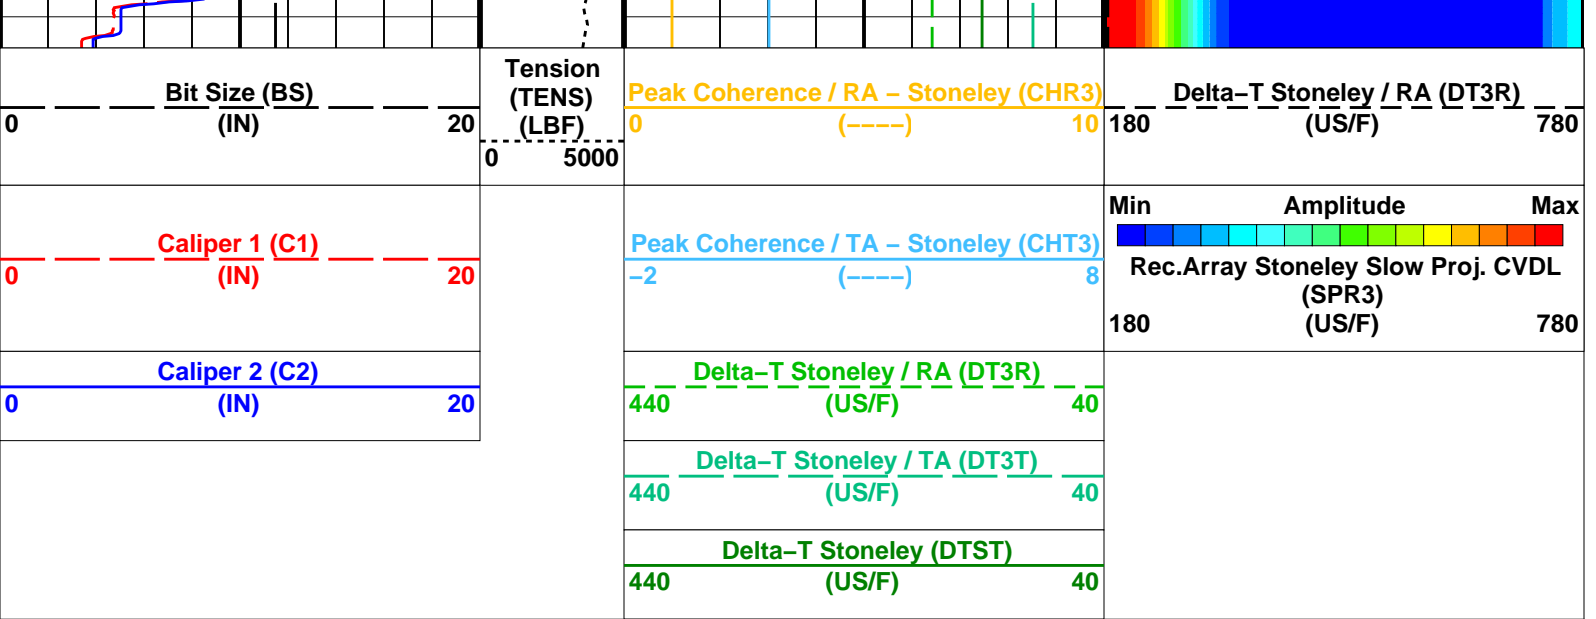 Bit Size (BS)
0 (IN) 20
Tension
(TENS)
(LBF)
0 5000
Peak Coherence / RA – Stoneley (CHR3)
0 (––––) 10
Delta–T Stoneley / RA (DT3R)
180 (US/F) 780
Caliper 1 (C1)
0 (IN) 20
Peak Coherence / TA – Stoneley (CHT3)
–2 (––––) 8
Min Amplitude Max
Rec.Array Stoneley Slow Proj. CVDL
(SPR3)
180 (US/F) 780
Caliper 2 (C2)
0 (IN) 20
Delta–T Stoneley / RA (DT3R)
440 (US/F) 40
Delta–T Stoneley / TA (DT3T)
440 (US/F) 40
Delta–T Stoneley (DTST)
440 (US/F) 40